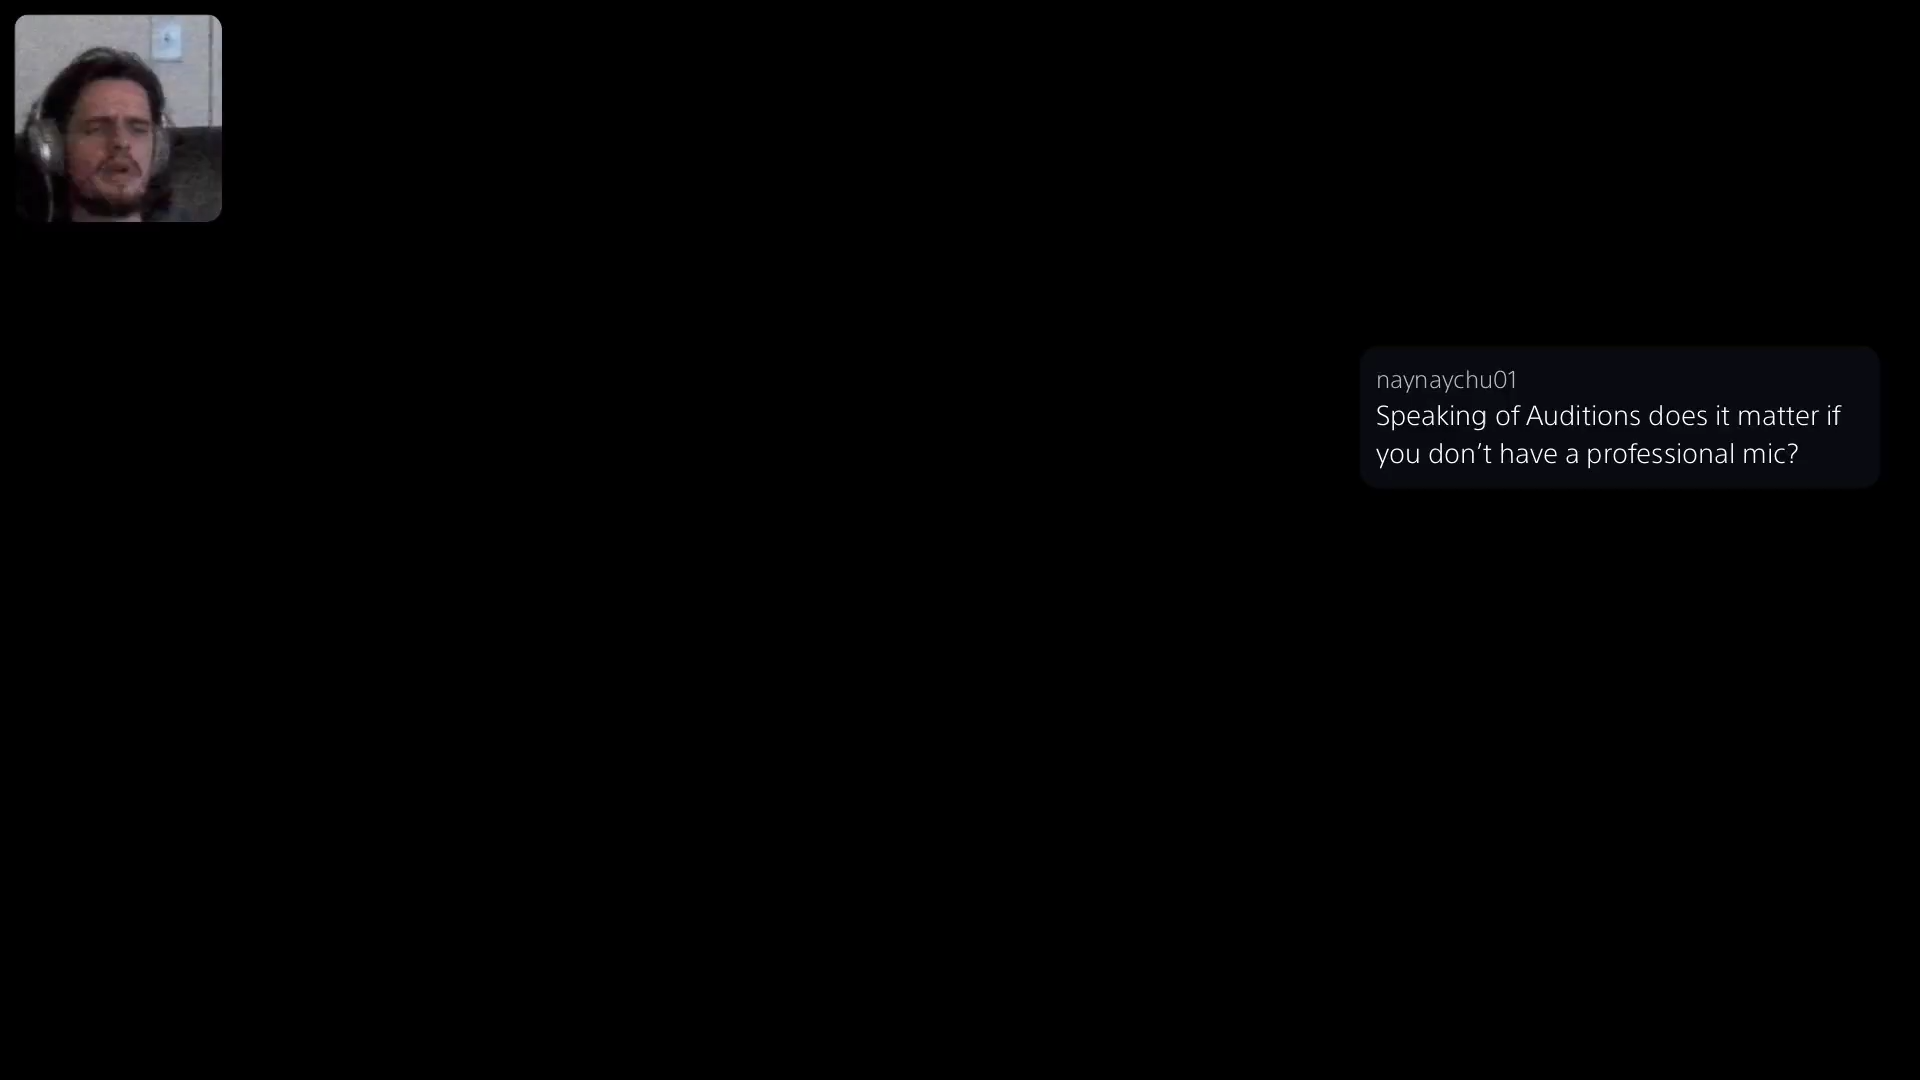 naynaychu01
Speaking of Auditions does it matter if
you don’t have a professional mic?